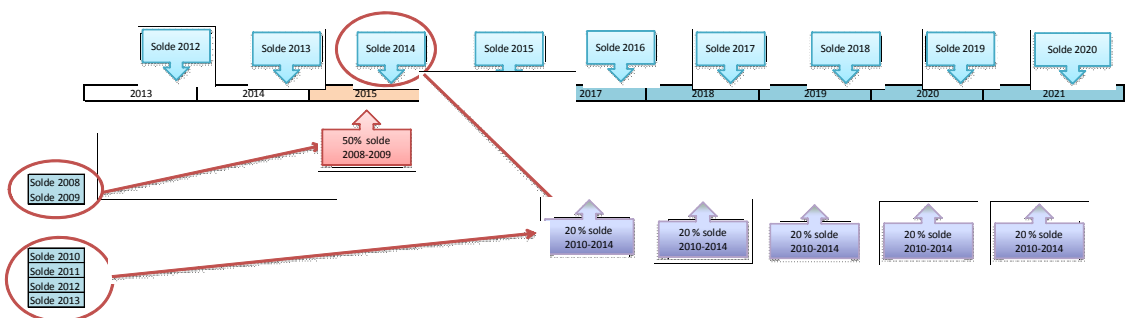 Solde 2012
Solde 2013
Solde 2014
Solde 2015
Solde 2016
Solde 2017
Solde 2018
Solde 2019
Solde 2020
2013
2014
2015
2017
2018
2019
2020
2021
50% solde
2008-2009
Solde 2008
Solde 2009
20 % solde
2010-2014
20 % solde
2010-2014
20 % solde
2010-2014
20 % solde
2010-2014
20 % solde
2010-2014
Solde 2010
Solde 2011
Solde 2012
Solde 2013